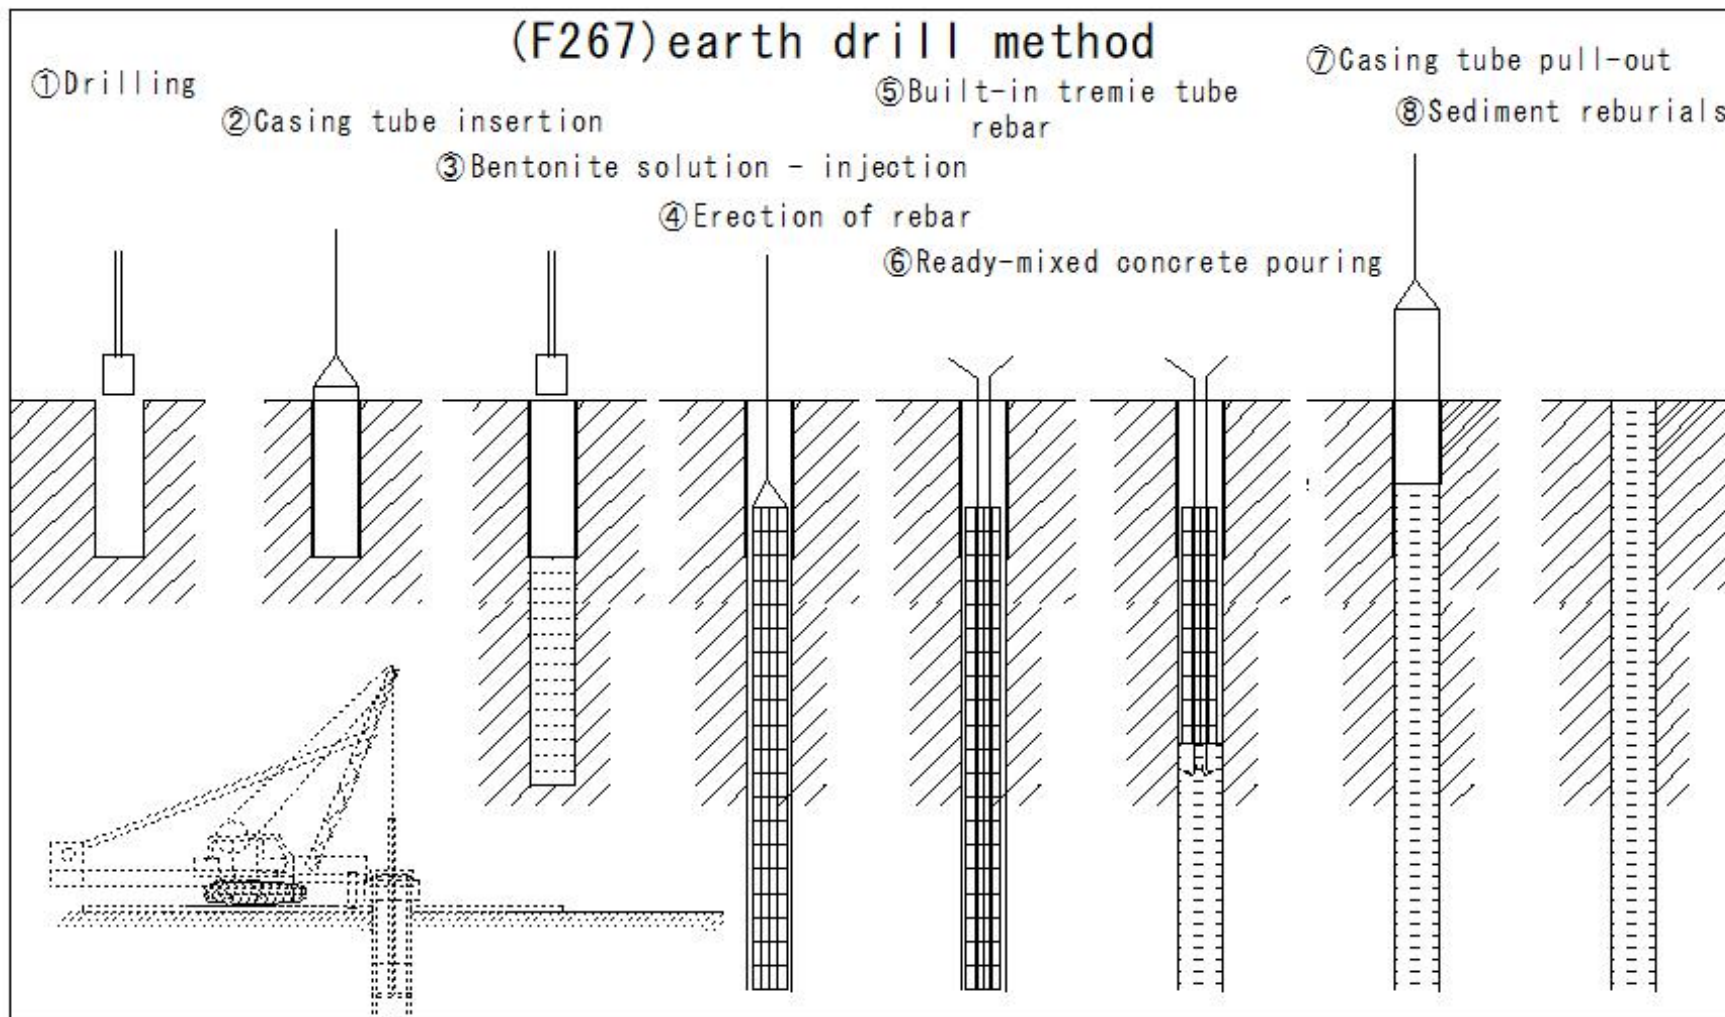 (F267)earth drill method
①Drilling
②Casing tube insertion
③Bentonite solution - injection
④Erection of rebar
⑤Built-in tremie tube
rebar
⑥Ready-mixed concrete pouring
⑦Casing tube pull-out
⑧Sediment reburials